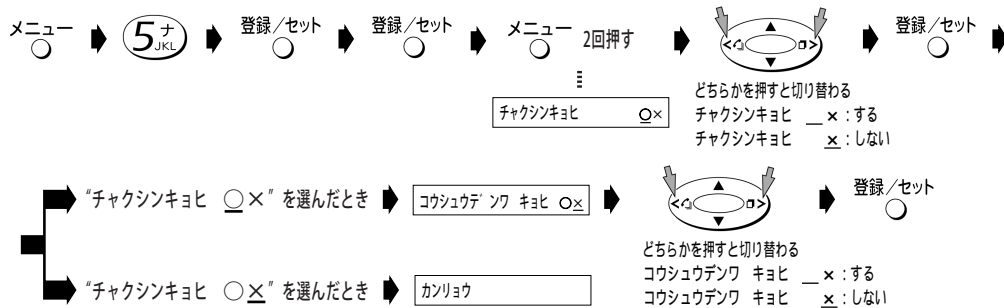 メニュー 5 ナ JKL 登録/セット 登録/セット メニュー 2回押す 登録/セット
チャクシンキョヒ ○×
どちらかを押すと切り替わる
チャクシンキョヒ __ ×:する
チャクシンキョヒ ×:しない
“チャクシンキョヒ ○×” を選んだとき コウシュウデンワ キョヒ ○× 登録/セット
どちらかを押すと切り替わる
コウシュウデンワ キョヒ __ ×:する
コウシュウデンワ キョヒ ×:しない
“チャクシンキョヒ ○×” を選んだとき カンリョウ